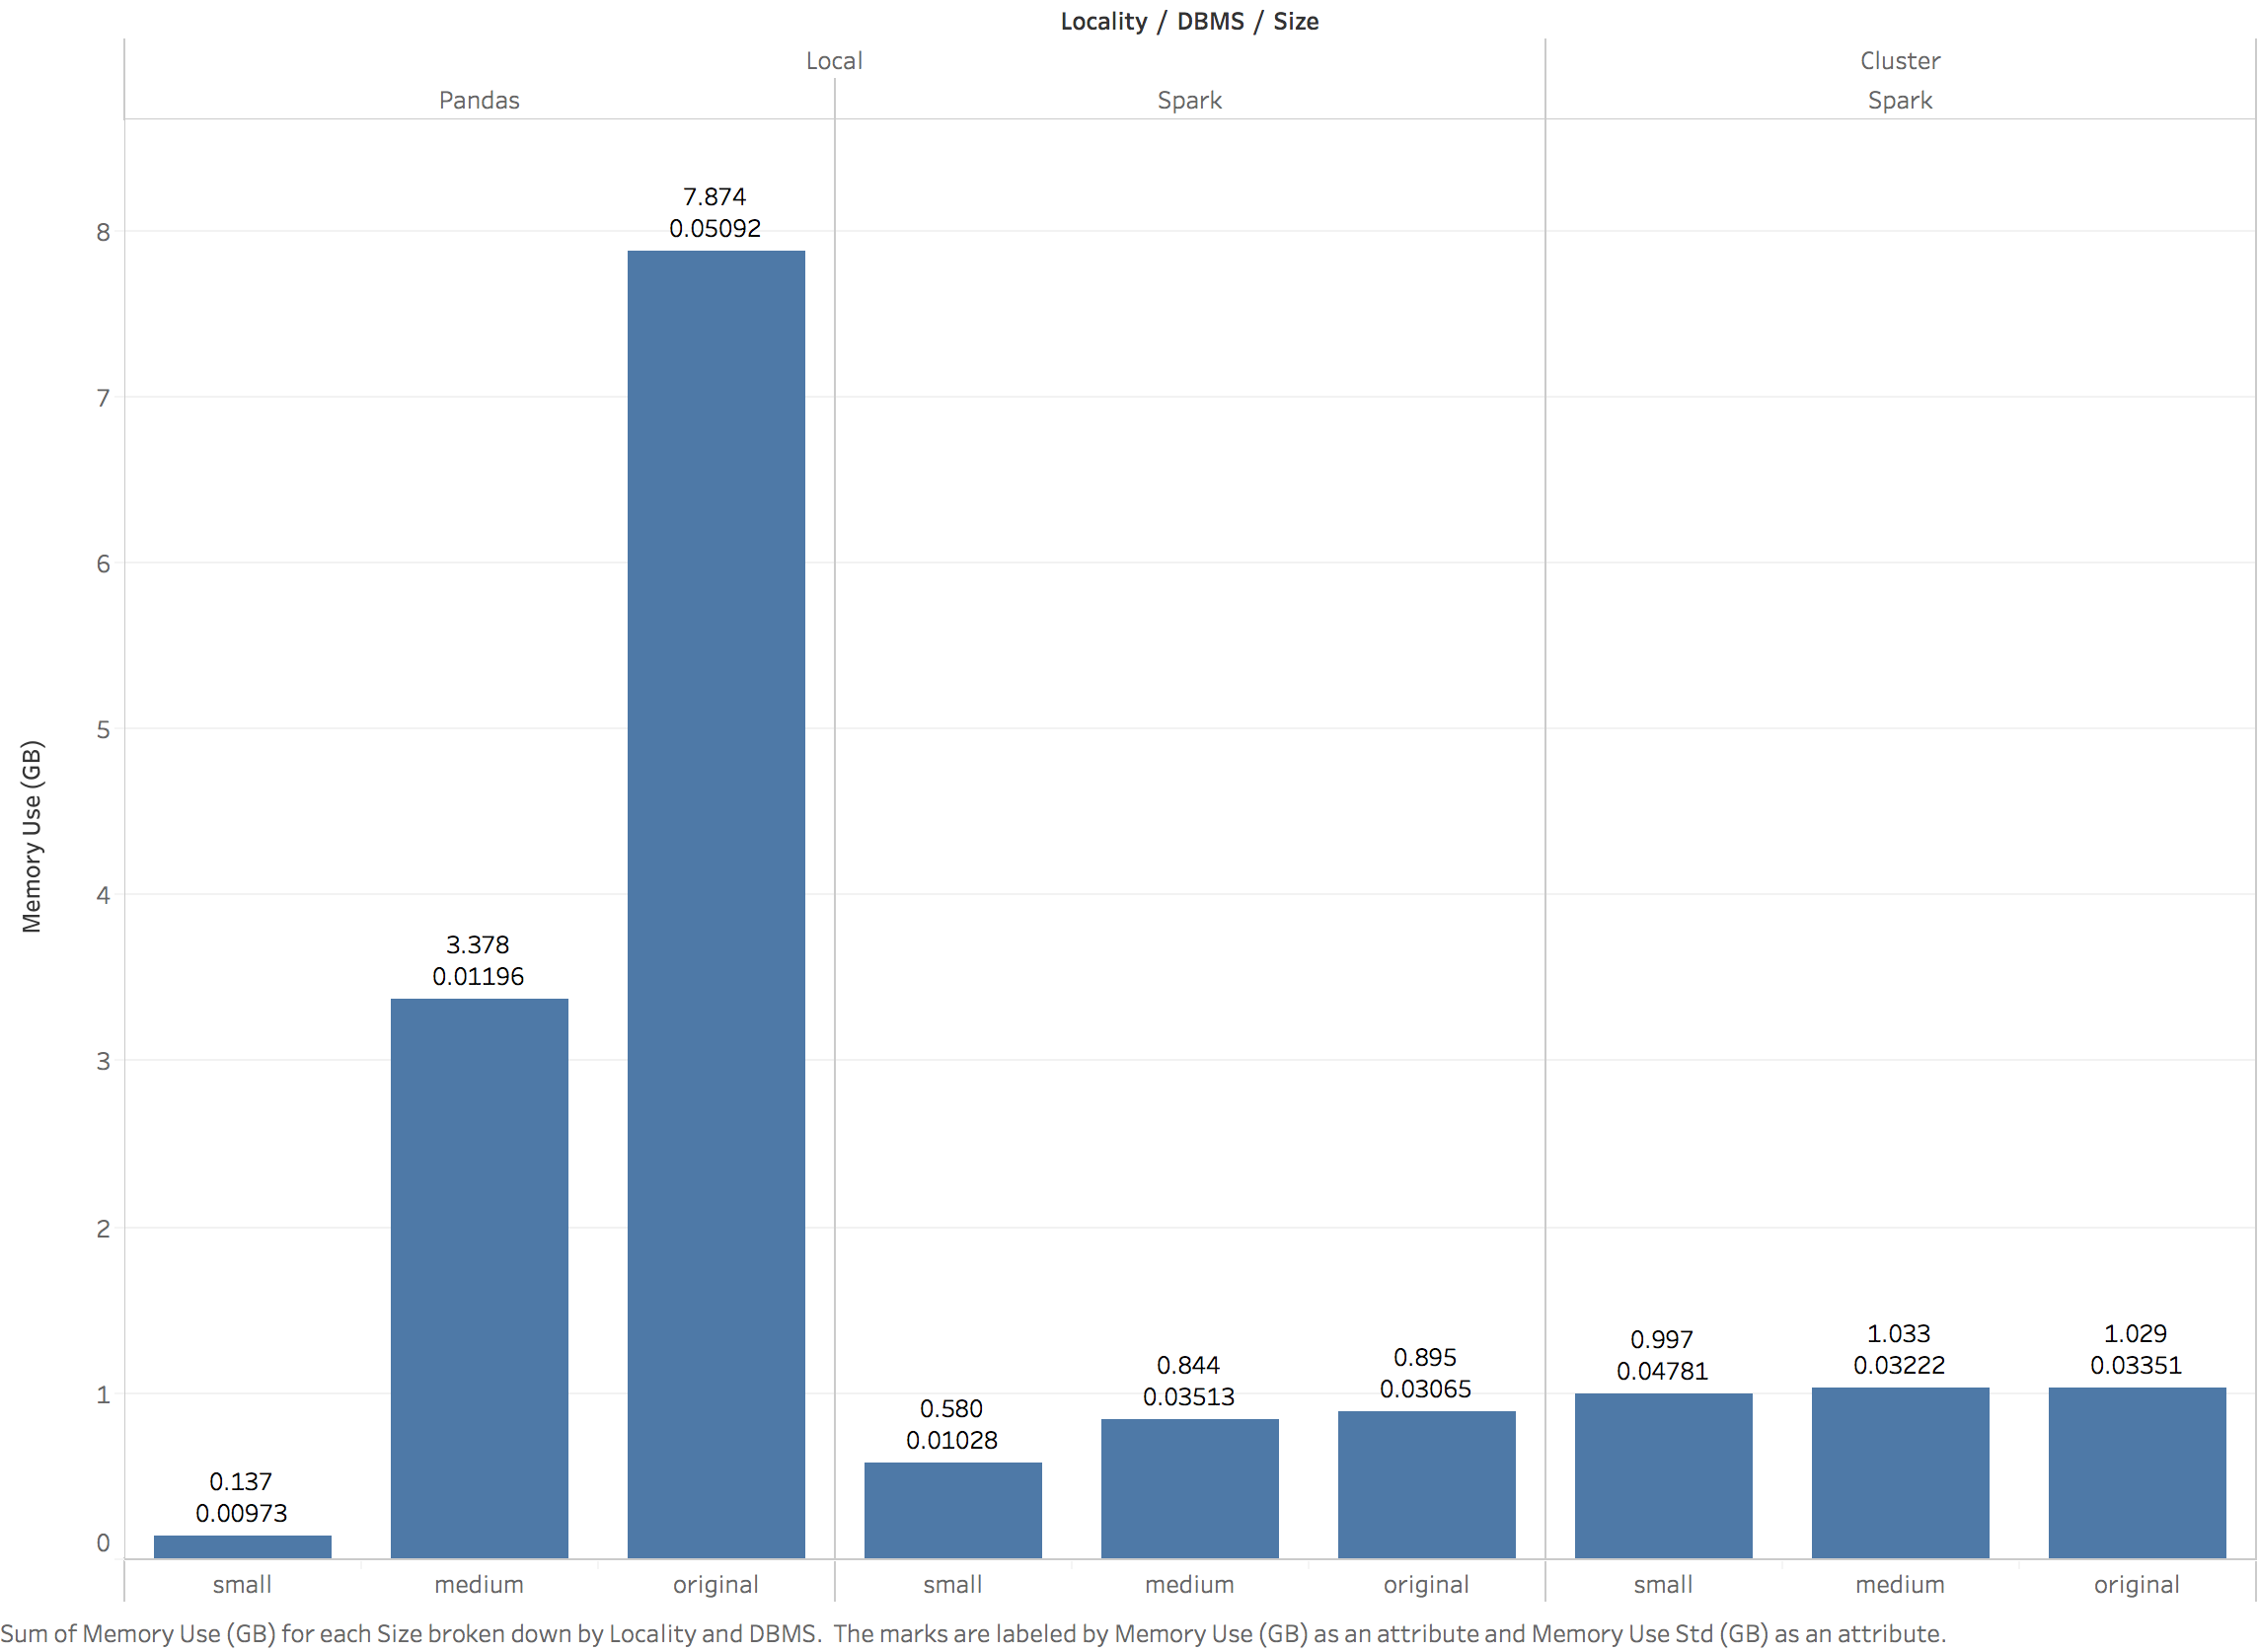 Locality / DBMS / Size
Local
Cluster
Pandas
Spark
Spark
Memory Use (GB)
8
7
6
5
4
3
2
1
0
7.874
0.05092
3.378
0.01196
0.137
0.00973
0.580
0.01028
0.844
0.03513
0.895
0.03065
0.997
0.04781
1.033
0.03222
1.029
0.03351
small
medium
original
small
medium
original
small
medium
original
Sum of Memory Use (GB) for each Size broken down by Locality and DBMS.  The marks are labeled by Memory Use (GB) as an attribute and Memory Use Std (GB) as an attribute.